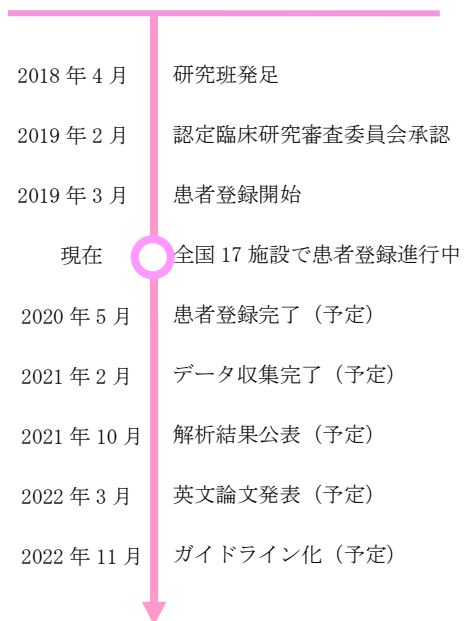 2018 年 4 月 研究班発足
2019 年 2 月 認定臨床研究審査委員会承認
2019 年 3 月 患者登録開始
現在 全国 17 施設で患者登録進行中
2020 年 5 月 患者登録完了（予定）
2021 年 2 月 データ収集完了（予定）
2021 年 10 月 解析結果公表（予定）
2022 年 3 月 英文論文発表（予定）
2022 年 11 月 ガイドライン化（予定）